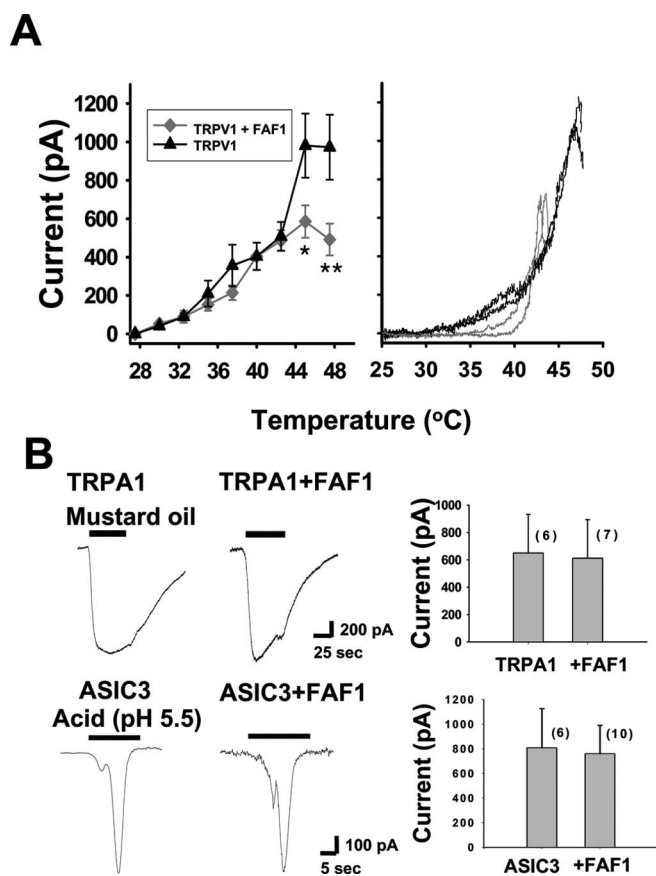 A
Current (pA)
1200
1000
800
600
400
200
0
TRPV1 + FAF1
TRPV1
*
**
28 32 36 40 44 48
25 30 35 40 45 50
Temperature (oC)
B
TRPA1 TRPA1+FAF1
Mustard oil
200 pA
25 sec
Current (pA)
1000
800
600
400
200
0
(6) (7)
TRPA1 +FAF1
ASIC3 ASIC3+FAF1
Acid (pH 5.5)
100 pA
5 sec
Current (pA)
1200
1000
800
600
400
200
0
(6) (10)
ASIC3 +FAF1